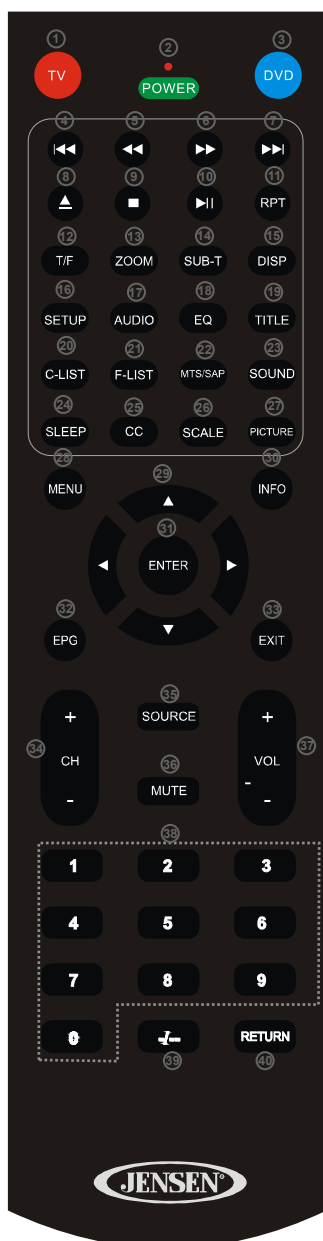 1 2 3
TV POWER DVD
4 5 6 7
8 9 10 11
RPT
12 13 14 15
T/F ZOOM SUB-T DISP
16 17 18 19
SETUP AUDIO EQ TITLE
20 21 22 23
C-LIST F-LIST MTS/SAP SOUND
24 25 26 27
SLEEP CC SCALE PICTURE
28 29 30
MENU INFO
31
ENTER
32 33
EPG EXIT
35
+ SOURCE +
34 CH 36 VOL 37
- MUTE - -
38
1 2 3
4 5 6
7 8 9
0 -/-- RETURN
39 40
JENSEN®